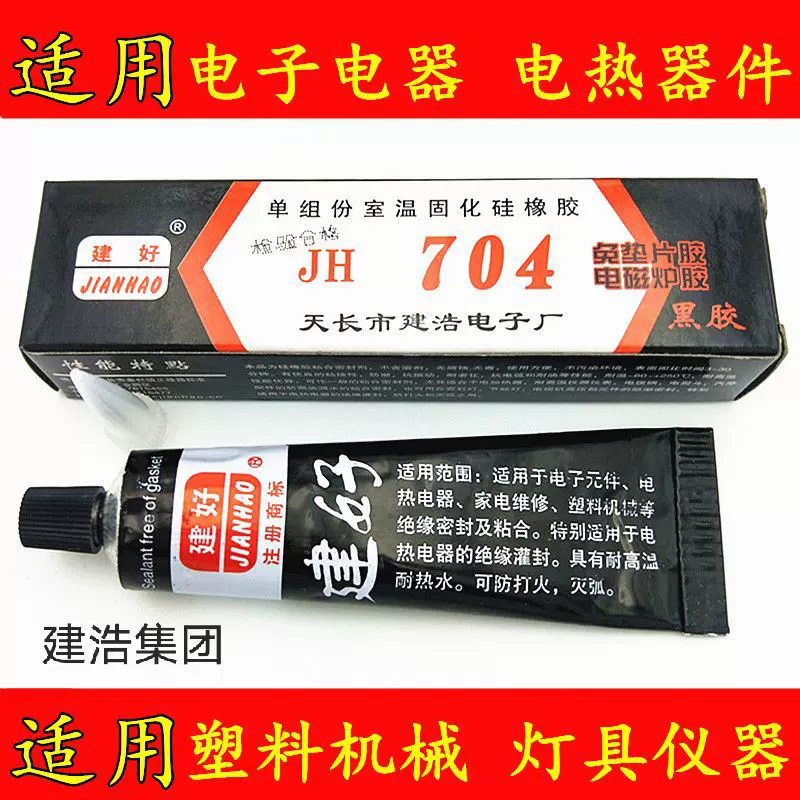 适用电子电器 电热器件
建好®
JIANHAO
单组份室温固化硅橡胶
检验合格
JH 704
免垫片胶
电磁炉胶
黑胶
天长市建浩电子厂
性能特點
Sealant free of gasket
建好®
JIANHAO
注册商标
建好
适用范围：适用于电子元件、电
热电器、家电维修、塑料机械等
绝缘密封及粘合。特别适用于电
热电器的绝缘灌封。具有耐高温
耐热水。可防打火，灭弧。
建浩集团
适用塑料机械 灯具仪器